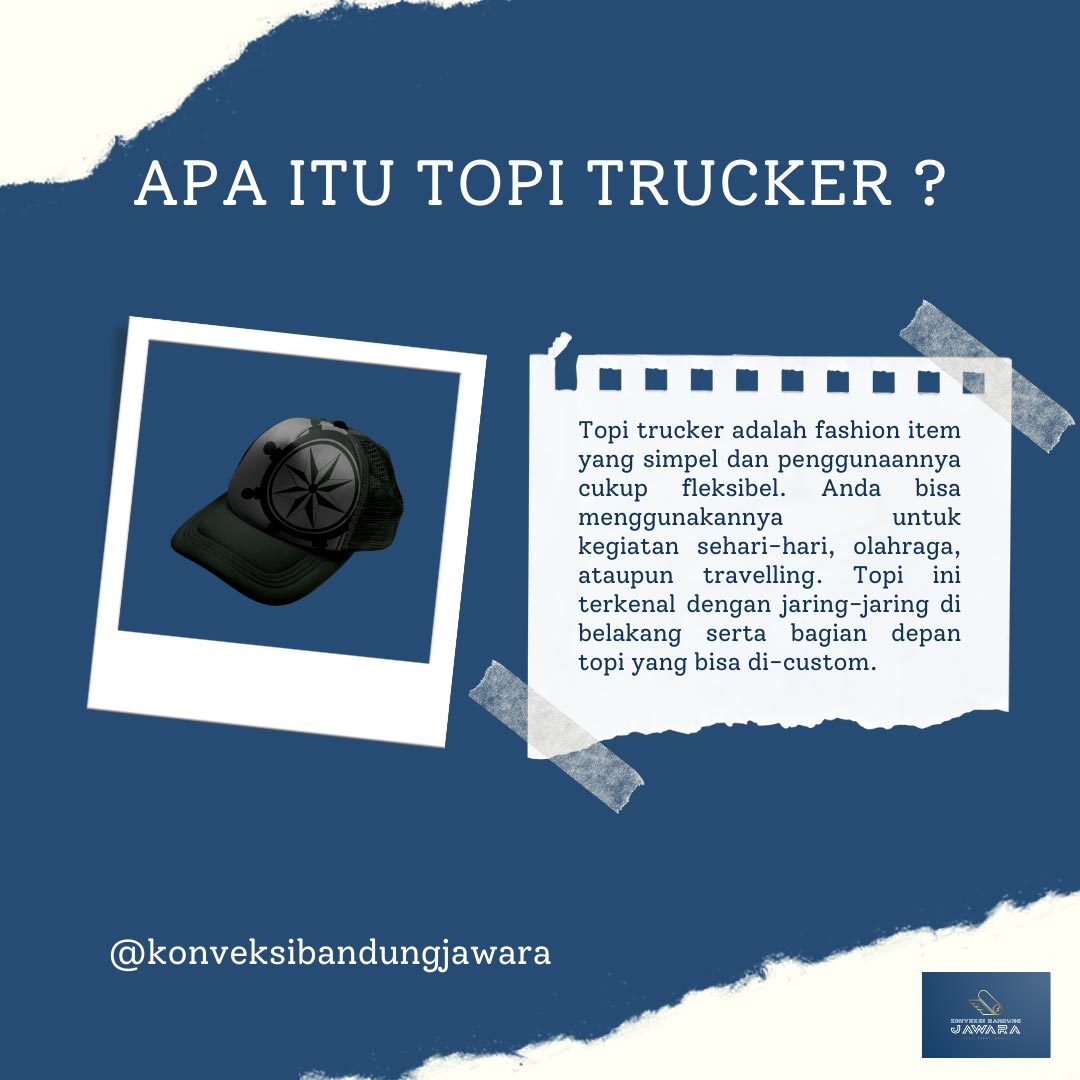 APA ITU TOPI TRUCKER ?
Topi trucker adalah fashion item
yang simpel dan penggunaannya
cukup fleksibel. Anda bisa
menggunakannya untuk
kegiatan sehari-hari, olahraga,
ataupun travelling. Topi ini
terkenal dengan jaring-jaring di
belakang serta bagian depan
topi yang bisa di-custom.
@konveksibandungjawara
KONVEKSI BANDUNG
JAWARA